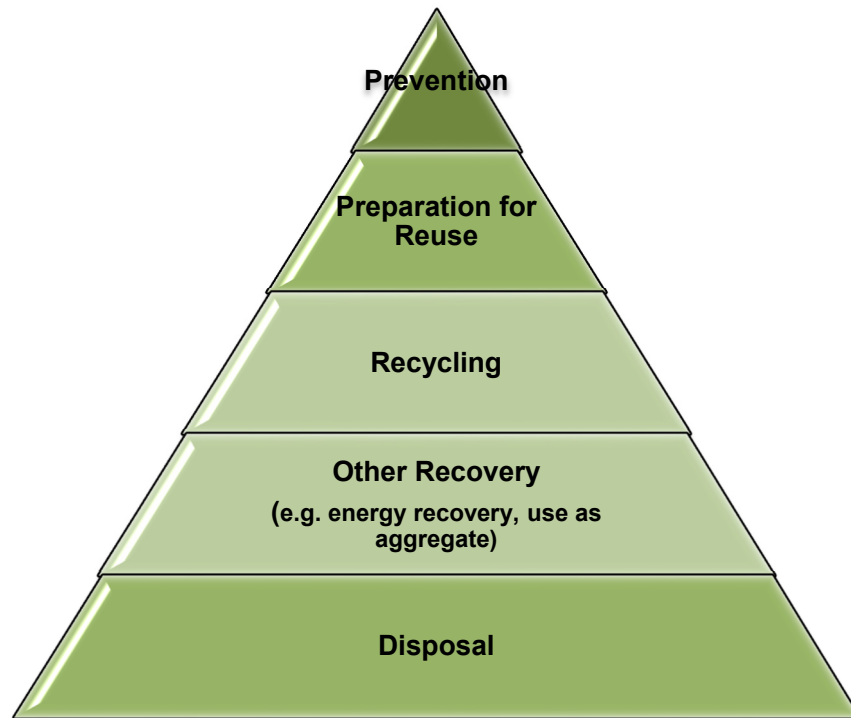 Prevention
Preparation for
Reuse
Recycling
Other Recovery
(e.g. energy recovery, use as
aggregate)
Disposal